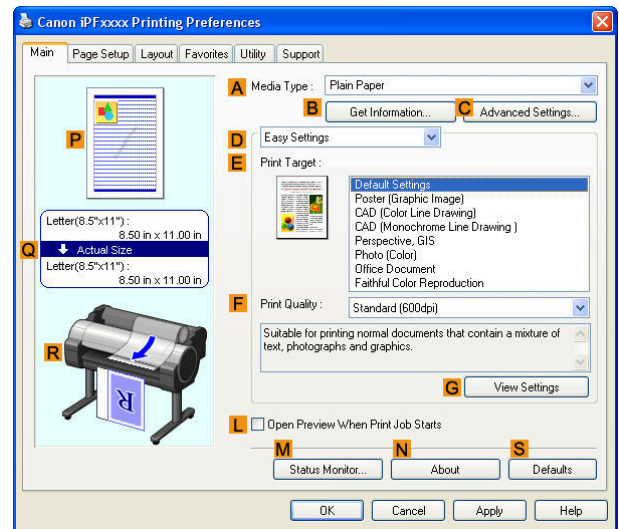 Canon iPFxxxx Printing Preferences
Main Page Setup Layout Favorites Utility Support
A Media Type : Plain Paper
B Get Information... C Advanced Settings...
P
D Easy Settings
E Print Target :
Default Settings
Poster (Graphic Image)
CAD (Color Line Drawing)
CAD (Monochrome Line Drawing )
Perspective, GIS
Photo (Color)
Office Document
Faithful Color Reproduction
Letter(8.5"x11") :
8.50 in x 11.00 in
Q Actual Size
Letter(8.5"x11") :
8.50 in x 11.00 in
F Print Quality : Standard (600dpi)
Suitable for printing normal documents that contain a mixture of
text, photographs and graphics.
R
R
G View Settings
L Open Preview When Print Job Starts
M Status Monitor... N About S Defaults
OK Cancel Apply Help